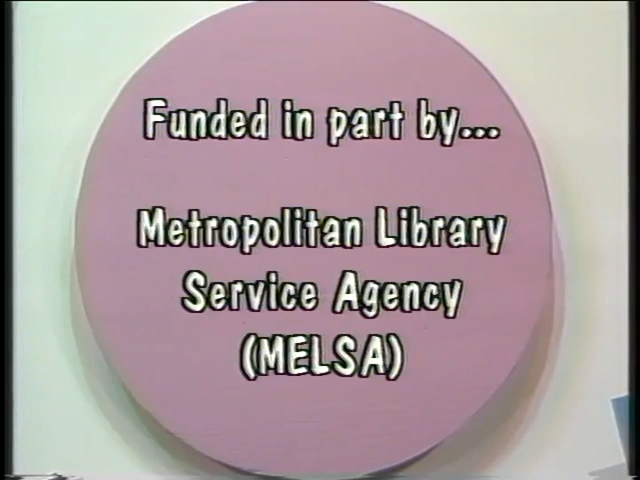 Funded in part by...
Metropolitan Library
Service Agency
(MELSA)